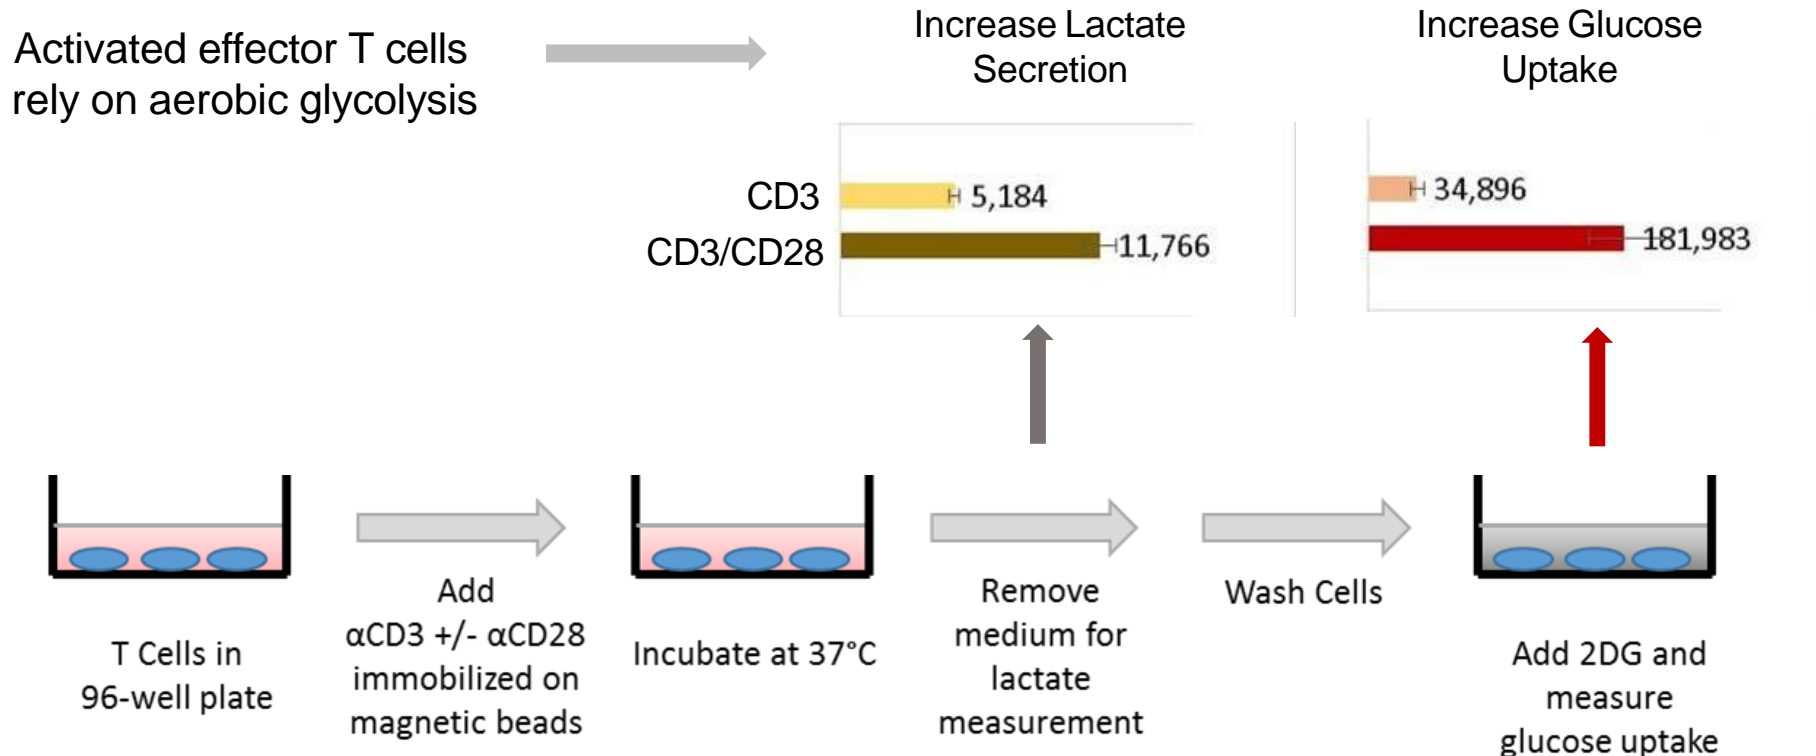 Activated effector T cells
rely on aerobic glycolysis
Increase Lactate
Secretion
Increase Glucose
Uptake
CD3
5,184
34,896
CD3/CD28
11,766
181,983
T Cells in
96-well plate
Add
αCD3 +/- αCD28
immobilized on
magnetic beads
Incubate at 37°C
Remove
medium for
lactate
measurement
Wash Cells
Add 2DG and
measure
glucose uptake